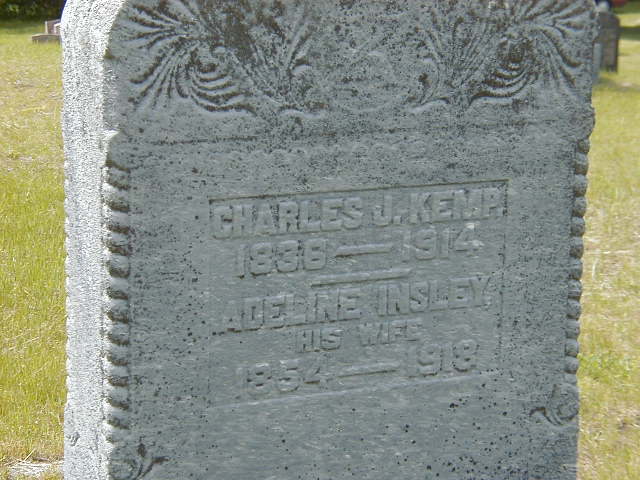 CHARLES J. KEMP.
1836 — 1914
ADELINE INSLEY,
HIS WIFE
1854 — 1918